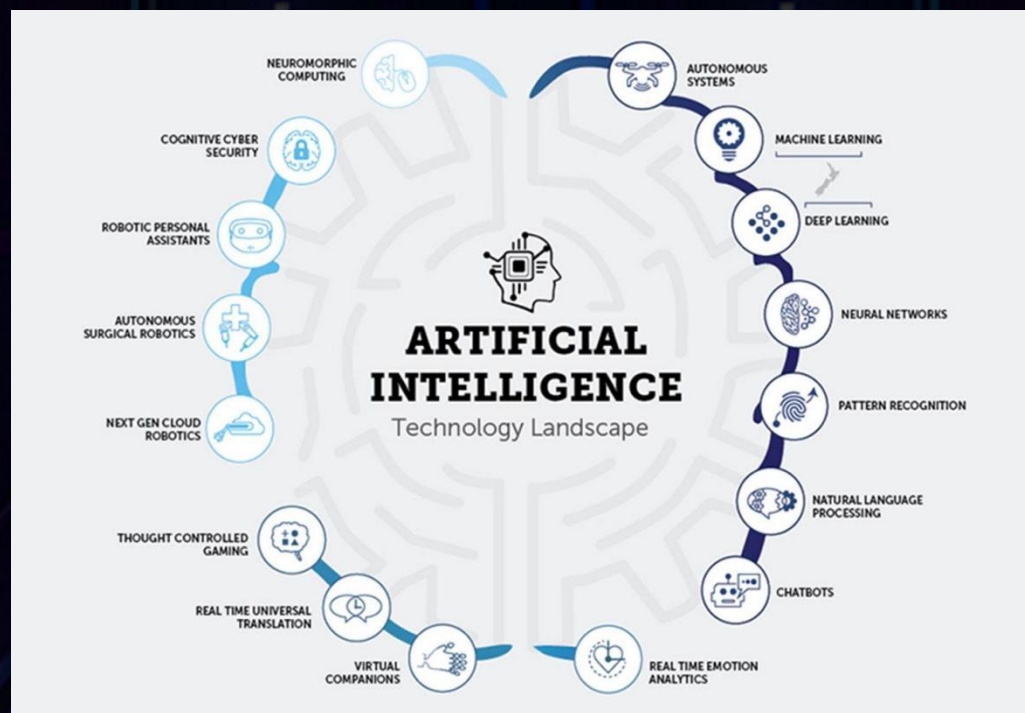 ARTIFICIAL
INTELLIGENCE
Technology Landscape
AUTONOMOUS
SYSTEMS
MACHINE LEARNING
DEEP LEARNING
NEURAL NETWORKS
PATTERN RECOGNITION
NATURAL LANGUAGE
PROCESSING
CHATBOTS
REAL TIME EMOTION
ANALYTICS
VIRTUAL
COMPANIONS
REAL TIME UNIVERSAL
TRANSLATION
THOUGHT CONTROLLED
GAMING
NEXT GEN CLOUD
ROBOTICS
AUTONOMOUS
SURGICAL ROBOTICS
ROBOTIC PERSONAL
ASSISTANTS
COGNITIVE CYBER
SECURITY
NEUROMORPHIC
COMPUTING